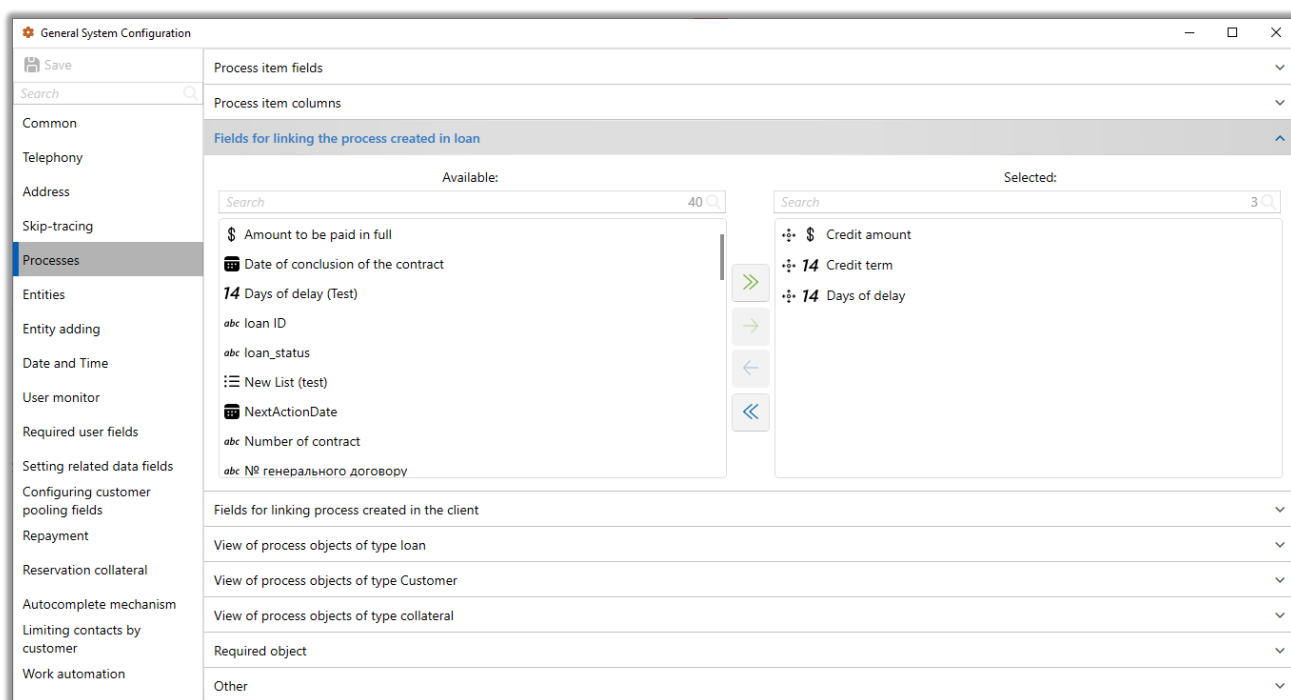 General System Configuration
Save
Search
Common
Telephony
Address
Skip-tracing
Processes
Entities
Entity adding
Date and Time
User monitor
Required user fields
Setting related data fields
Configuring customer
pooling fields
Repayment
Reservation collateral
Autocomplete mechanism
Limiting contacts by
customer
Work automation
Process item fields
Process item columns
Fields for linking the process created in loan
Available:
Search 40
$ Amount to be paid in full
Date of conclusion of the contract
14 Days of delay (Test)
abc loan ID
abc loan_status
New List (test)
NextActionDate
abc Number of contract
abc № генерального договору
Selected:
Search 3
$ Credit amount
14 Credit term
14 Days of delay
Fields for linking process created in the client
View of process objects of type loan
View of process objects of type Customer
View of process objects of type collateral
Required object
Other